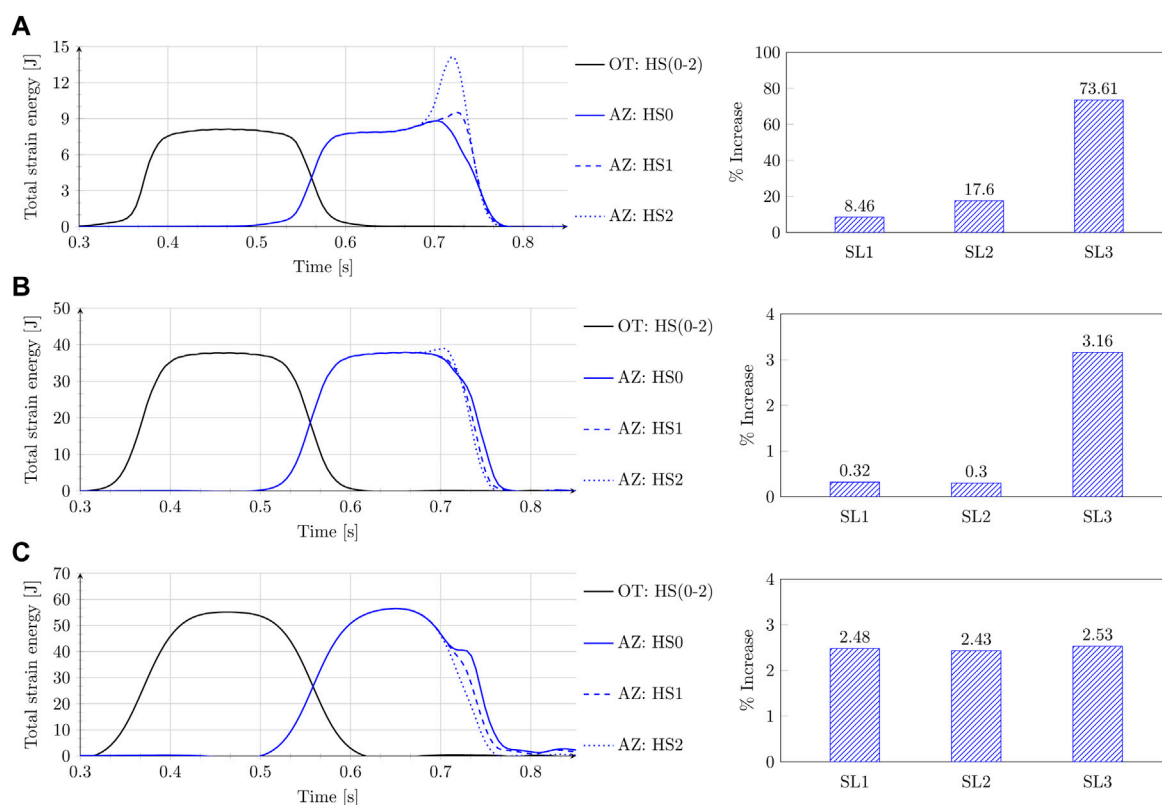 A
Total strain energy [J]
15
12
9
6
3
0
0.3 0.4 0.5 0.6 0.7 0.8
Time [s]
OT: HS(0-2)
AZ: HS0
AZ: HS1
AZ: HS2
% Increase
100
80
60
40
20
0
8.46
17.6
73.61
SL1 SL2 SL3
B
Total strain energy [J]
50
40
30
20
10
0
0.3 0.4 0.5 0.6 0.7 0.8
Time [s]
OT: HS(0-2)
AZ: HS0
AZ: HS1
AZ: HS2
% Increase
4
3
2
1
0
0.32
0.3
3.16
SL1 SL2 SL3
C
Total strain energy [J]
70
60
50
40
30
20
10
0
0.3 0.4 0.5 0.6 0.7 0.8
Time [s]
OT: HS(0-2)
AZ: HS0
AZ: HS1
AZ: HS2
% Increase
4
3
2
1
0
2.48
2.43
2.53
SL1 SL2 SL3